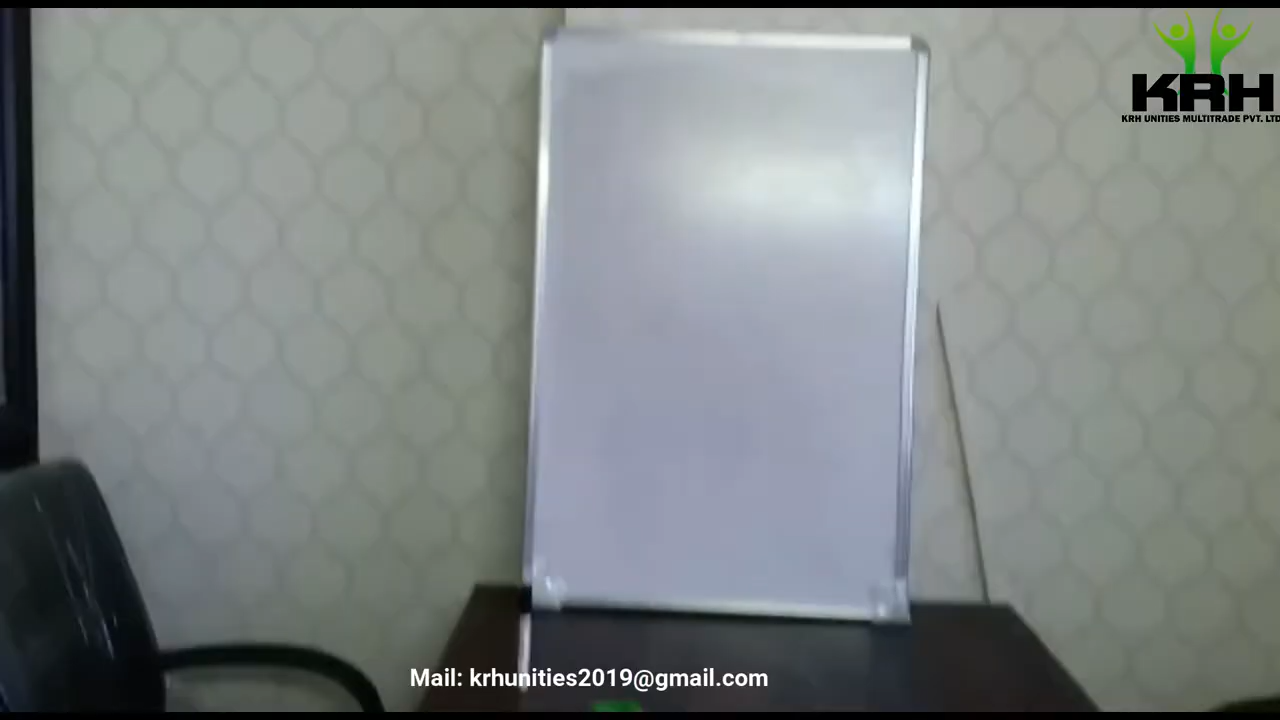 KRH
KRH UNITIES MULTITRADE PVT. LTD
Mail: krhunities2019@gmail.com